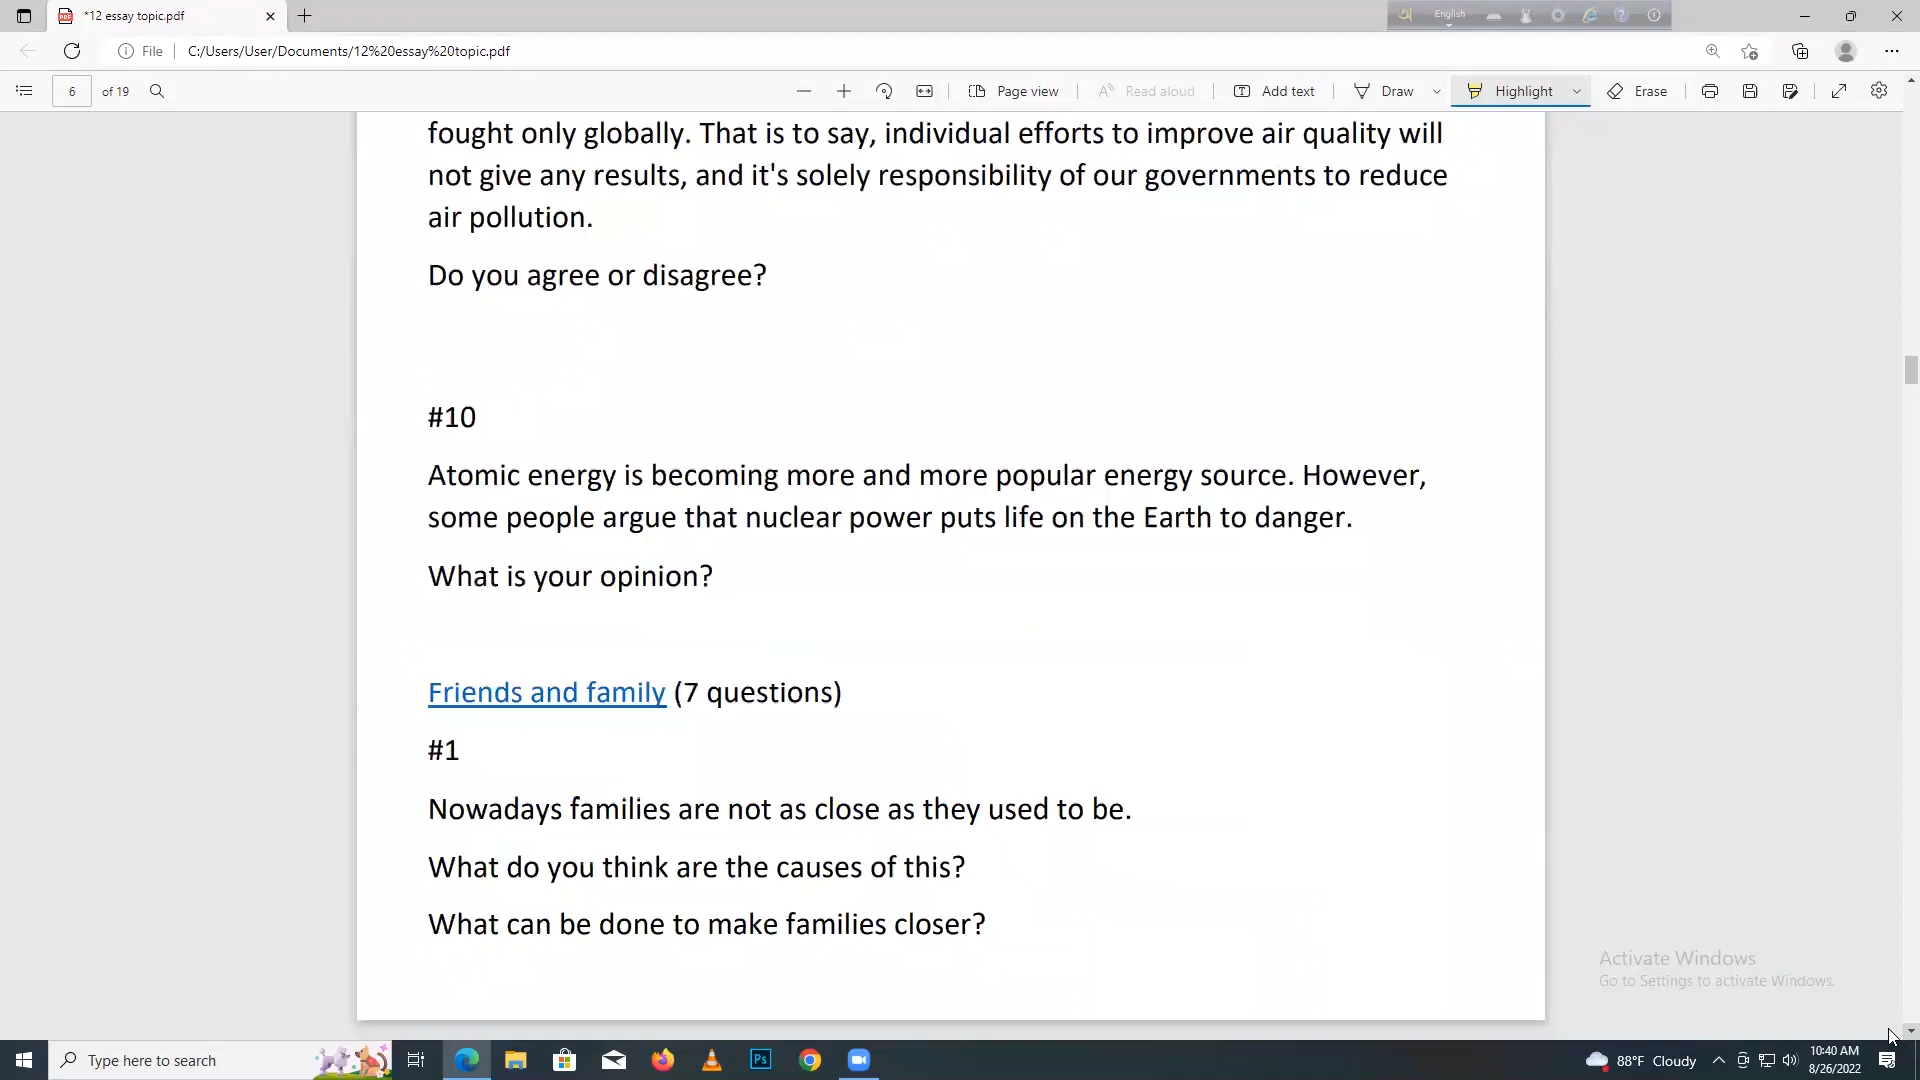 *12 essay topic.pdf
English
File
C:/Users/User/Documents/12%20essay%20topic.pdf
6 of 19
Page view
Read aloud
Add text
Draw
Highlight
Erase
fought only globally. That is to say, individual efforts to improve air quality will
not give any results, and it's solely responsibility of our governments to reduce
air pollution.
Do you agree or disagree?
#10
Atomic energy is becoming more and more popular energy source. However,
some people argue that nuclear power puts life on the Earth to danger.
What is your opinion?
Friends and family (7 questions)
#1
Nowadays families are not as close as they used to be.
What do you think are the causes of this?
What can be done to make families closer?
Activate Windows
Go to Settings to activate Windows.
Type here to search
Ps
88°F Cloudy
10:40 AM
8/26/2022